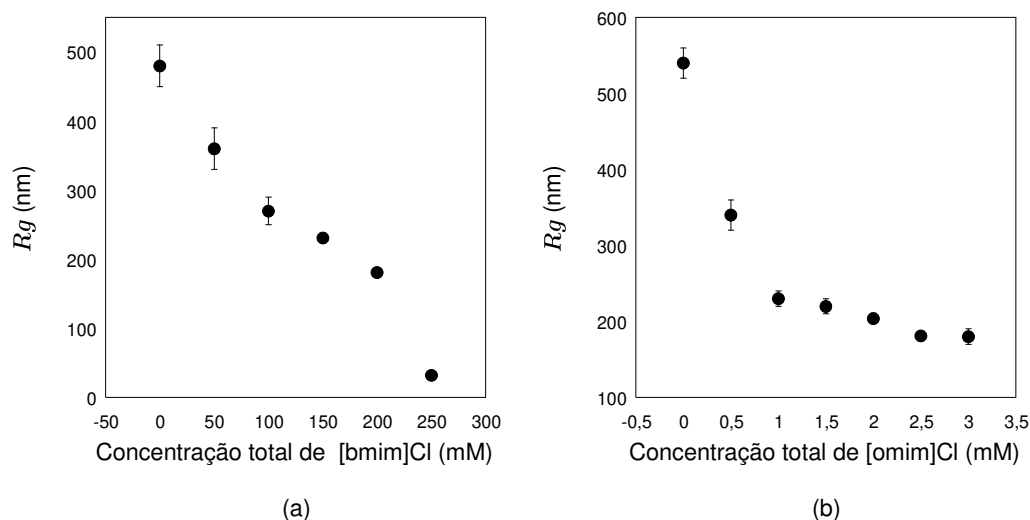 500
400
300
200
100
0
Rg (nm)
-50 0 50 100 150 200 250 300
Concentração total de [bmim]Cl (mM)
(a)
600
500
400
300
200
100
Rg (nm)
-0,5 0 0,5 1 1,5 2 2,5 3 3,5
Concentração total de [omim]Cl (mM)
(b)